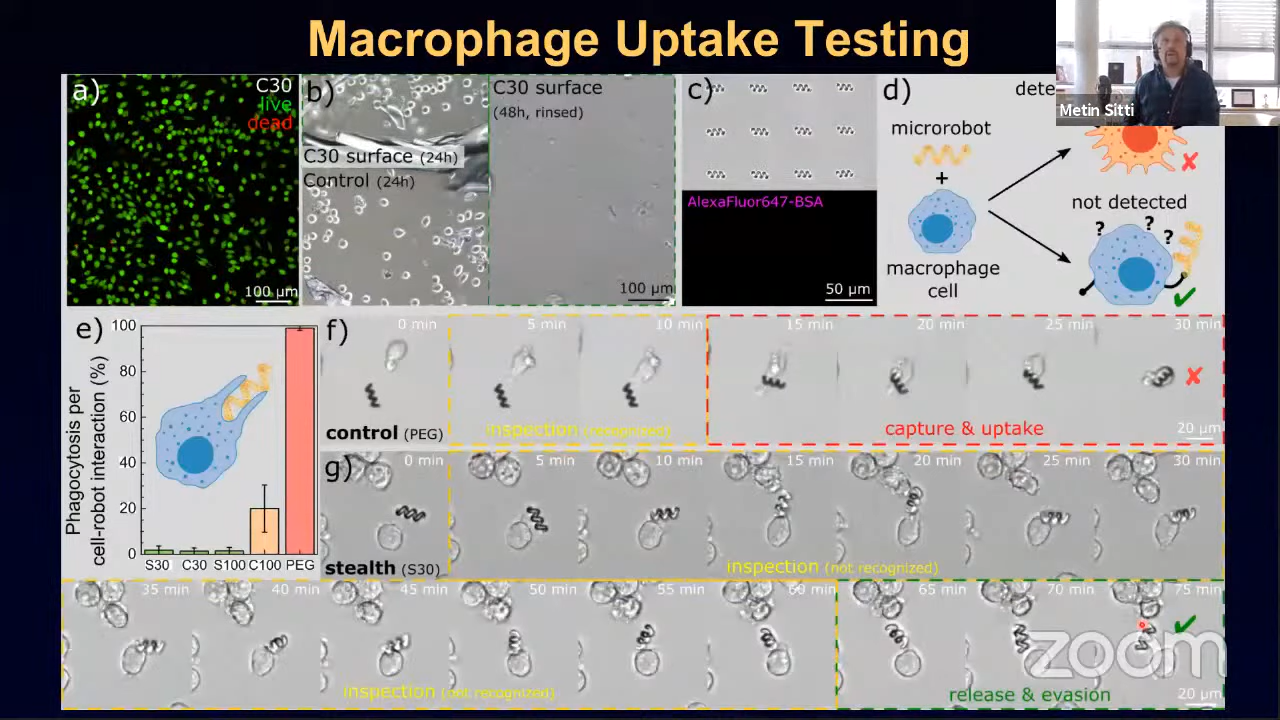 Macrophage Uptake Testing
Metin Sitti
a)
C30
live
dead
100 µm
b)
C30 surface (24h)
Control (24h)
C30 surface
(48h, rinsed)
100 µm
c)
AlexaFluor647-BSA
50 µm
d)
microrobot
+
macrophage
cell
not detected
? ? ?
e)
Phagocytosis per
cell-robot interaction (%)
100
80
60
40
20
0
S30 C30 S100 C100 PEG
f)
0 min 5 min 10 min 15 min 20 min 25 min 30 min
control (PEG)
inspection (recognized)
capture & uptake
20 µm
g)
0 min 5 min 10 min 15 min 20 min 25 min 30 min
stealth (S30)
inspection (not recognized)
35 min 40 min 45 min 50 min 55 min 60 min 65 min 70 min 75 min
inspection (not recognized)
release & evasion
20 µm
zoom